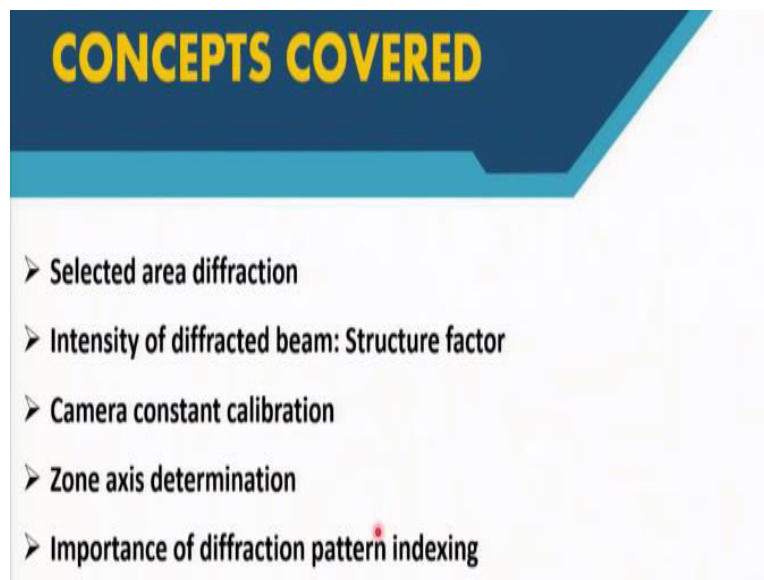 CONCEPTS COVERED
➤ Selected area diffraction
➤ Intensity of diffracted beam: Structure factor
➤ Camera constant calibration
➤ Zone axis determination
➤ Importance of diffraction pattern indexing